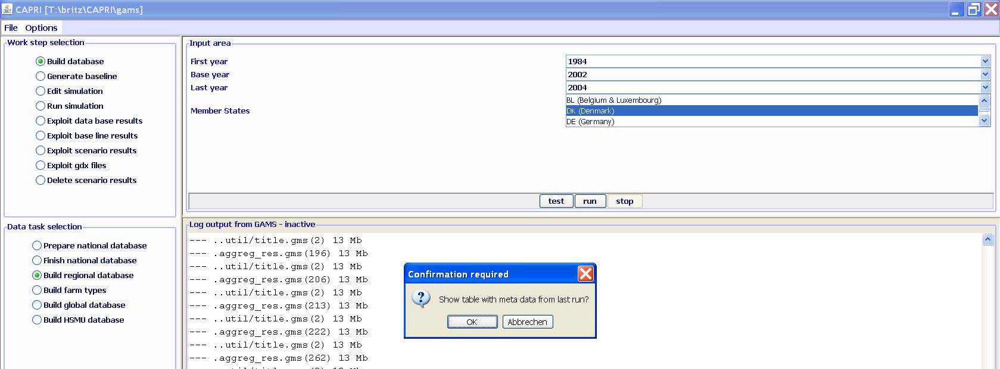 CAPRI [T:\britz\CAPRI\gams]
File Options
Work step selection
Build database
Generate baseline
Edit simulation
Run simulation
Exploit data base results
Exploit base line results
Exploit scenario results
Exploit gdx files
Delete scenario results
Data task selection
Prepare national database
Finish national database
Build regional database
Build farm types
Build global database
Build HSMU database
Input area
First year 1984
Base year 2002
Last year 2004
Member States
BL (Belgium & Luxembourg)
DK (Denmark)
DE (Germany)
test run stop
Log output from GAMS - inactive
--- ..util/title.gms(2) 13 Mb
--- .aggreg_res.gms(196) 13 Mb
--- ..util/title.gms(2) 13 Mb
--- .aggreg_res.gms(206) 13 Mb
--- ..util/title.gms(2) 13 Mb
--- .aggreg_res.gms(213) 13 Mb
--- ..util/title.gms(2) 13 Mb
--- .aggreg_res.gms(222) 13 Mb
--- ..util/title.gms(2) 13 Mb
--- .aggreg_res.gms(262) 13 Mb
Confirmation required
Show table with meta data from last run?
OK Abbrechen